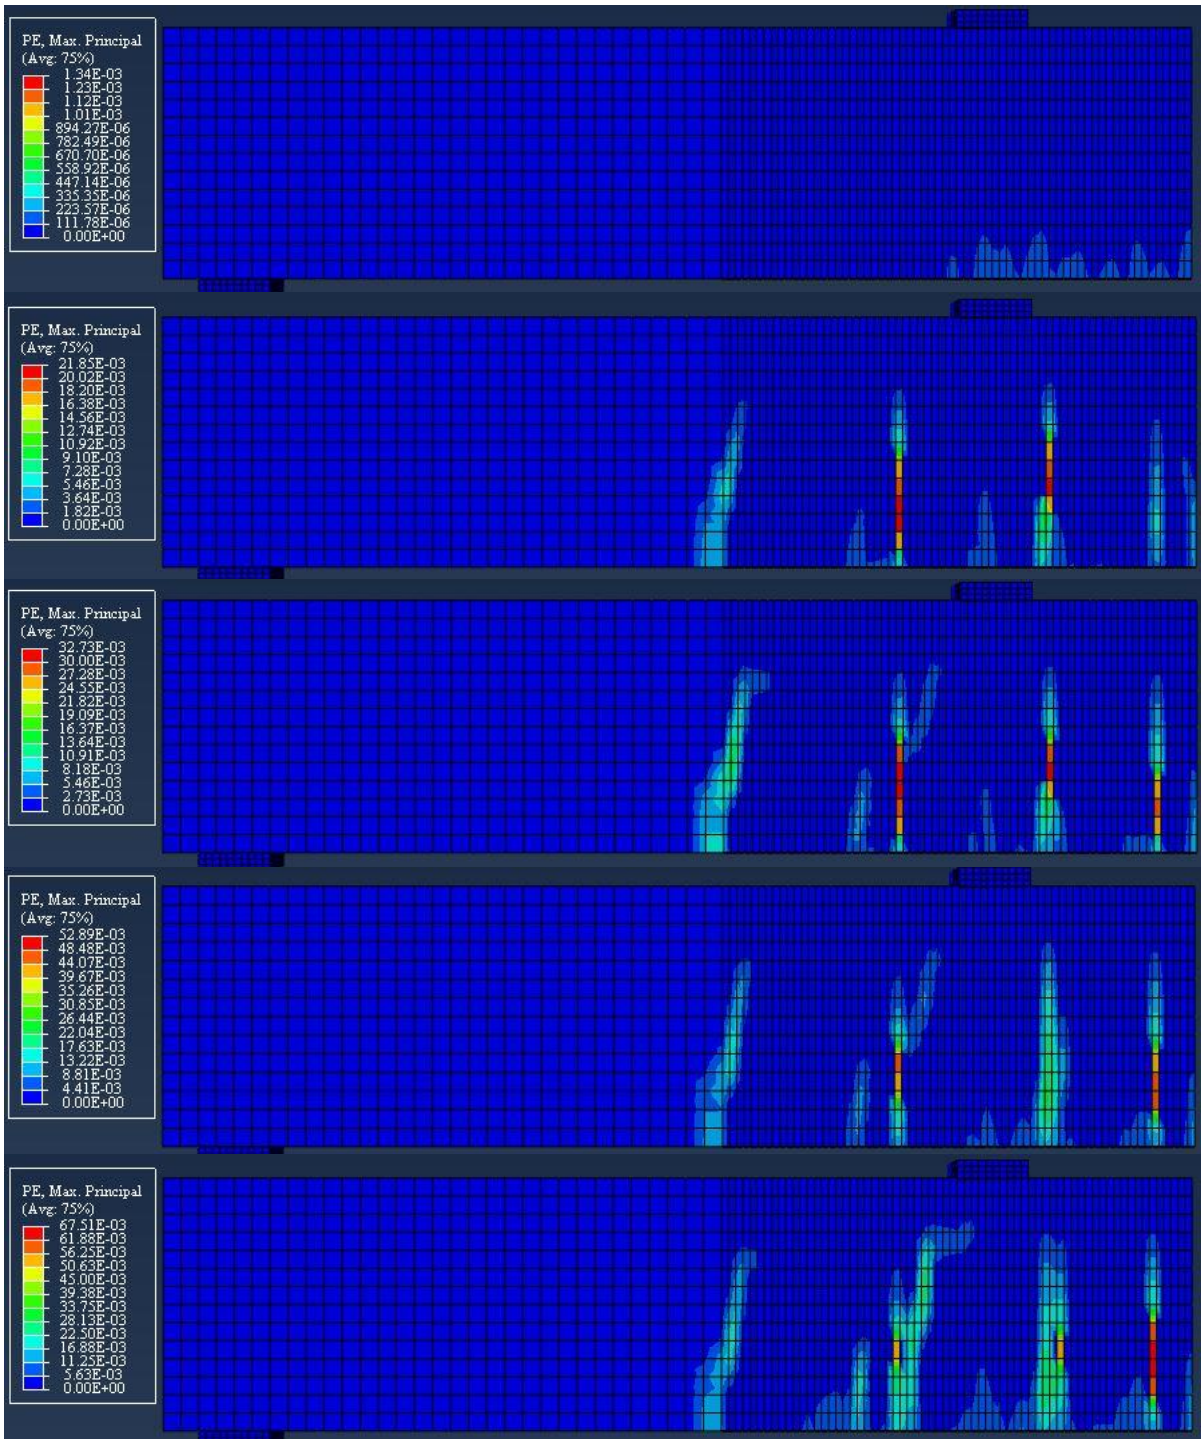 PE, Max. Principal
(Avg: 75%)
1.34E-03
1.23E-03
1.12E-03
1.01E-03
894.27E-06
782.49E-06
670.70E-06
558.92E-06
447.14E-06
335.35E-06
223.57E-06
111.78E-06
0.00E+00
PE, Max. Principal
(Avg: 75%)
21.85E-03
20.02E-03
18.20E-03
16.38E-03
14.56E-03
12.74E-03
10.92E-03
9.10E-03
7.28E-03
5.46E-03
3.64E-03
1.82E-03
0.00E+00
PE, Max. Principal
(Avg: 75%)
32.73E-03
30.00E-03
27.28E-03
24.55E-03
21.82E-03
19.09E-03
16.37E-03
13.64E-03
10.91E-03
8.18E-03
5.46E-03
2.73E-03
0.00E+00
PE, Max. Principal
(Avg: 75%)
52.89E-03
48.48E-03
44.07E-03
39.67E-03
35.26E-03
30.85E-03
26.44E-03
22.04E-03
17.63E-03
13.22E-03
8.81E-03
4.41E-03
0.00E+00
PE, Max. Principal
(Avg: 75%)
67.51E-03
61.88E-03
56.25E-03
50.63E-03
45.00E-03
39.38E-03
33.75E-03
28.13E-03
22.50E-03
16.88E-03
11.25E-03
5.63E-03
0.00E+00